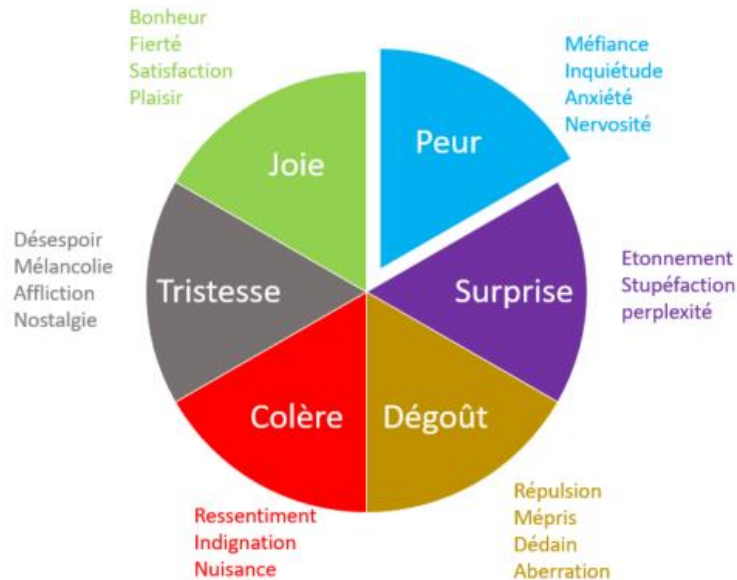 Bonheur
Fierté
Satisfaction
Plaisir
Méfiance
Inquiétude
Anxiété
Nervosité
Joie
Peur
Désespoir
Mélancolie
Affliction
Nostalgie
Tristesse
Surprise
Etonnement
Stupéfaction
perplexité
Colère
Dégoût
Ressentiment
Indignation
Nuisance
Répulsion
Mépris
Dédain
Aberration